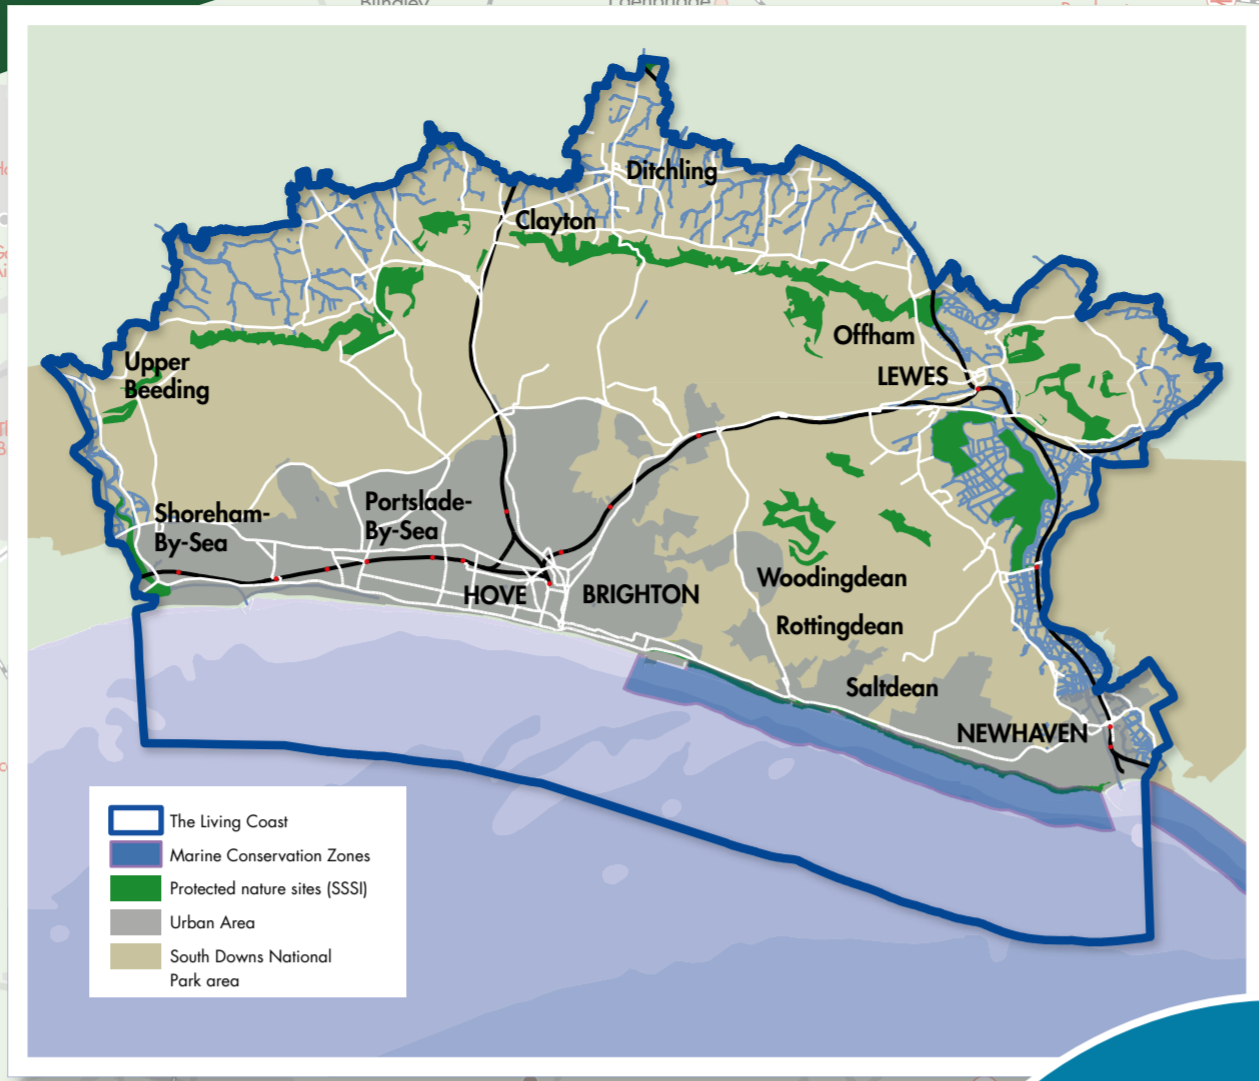 Ditchling
Clayton
Offham
LEWES
Upper
Beeding
Shoreham-
By-Sea
Portslade-
By-Sea
HOVE
BRIGHTON
Woodingdean
Rottingdean
Saltdean
NEWHAVEN
The Living Coast
Marine Conservation Zones
Protected nature sites (SSSI)
Urban Area
South Downs National
Park area